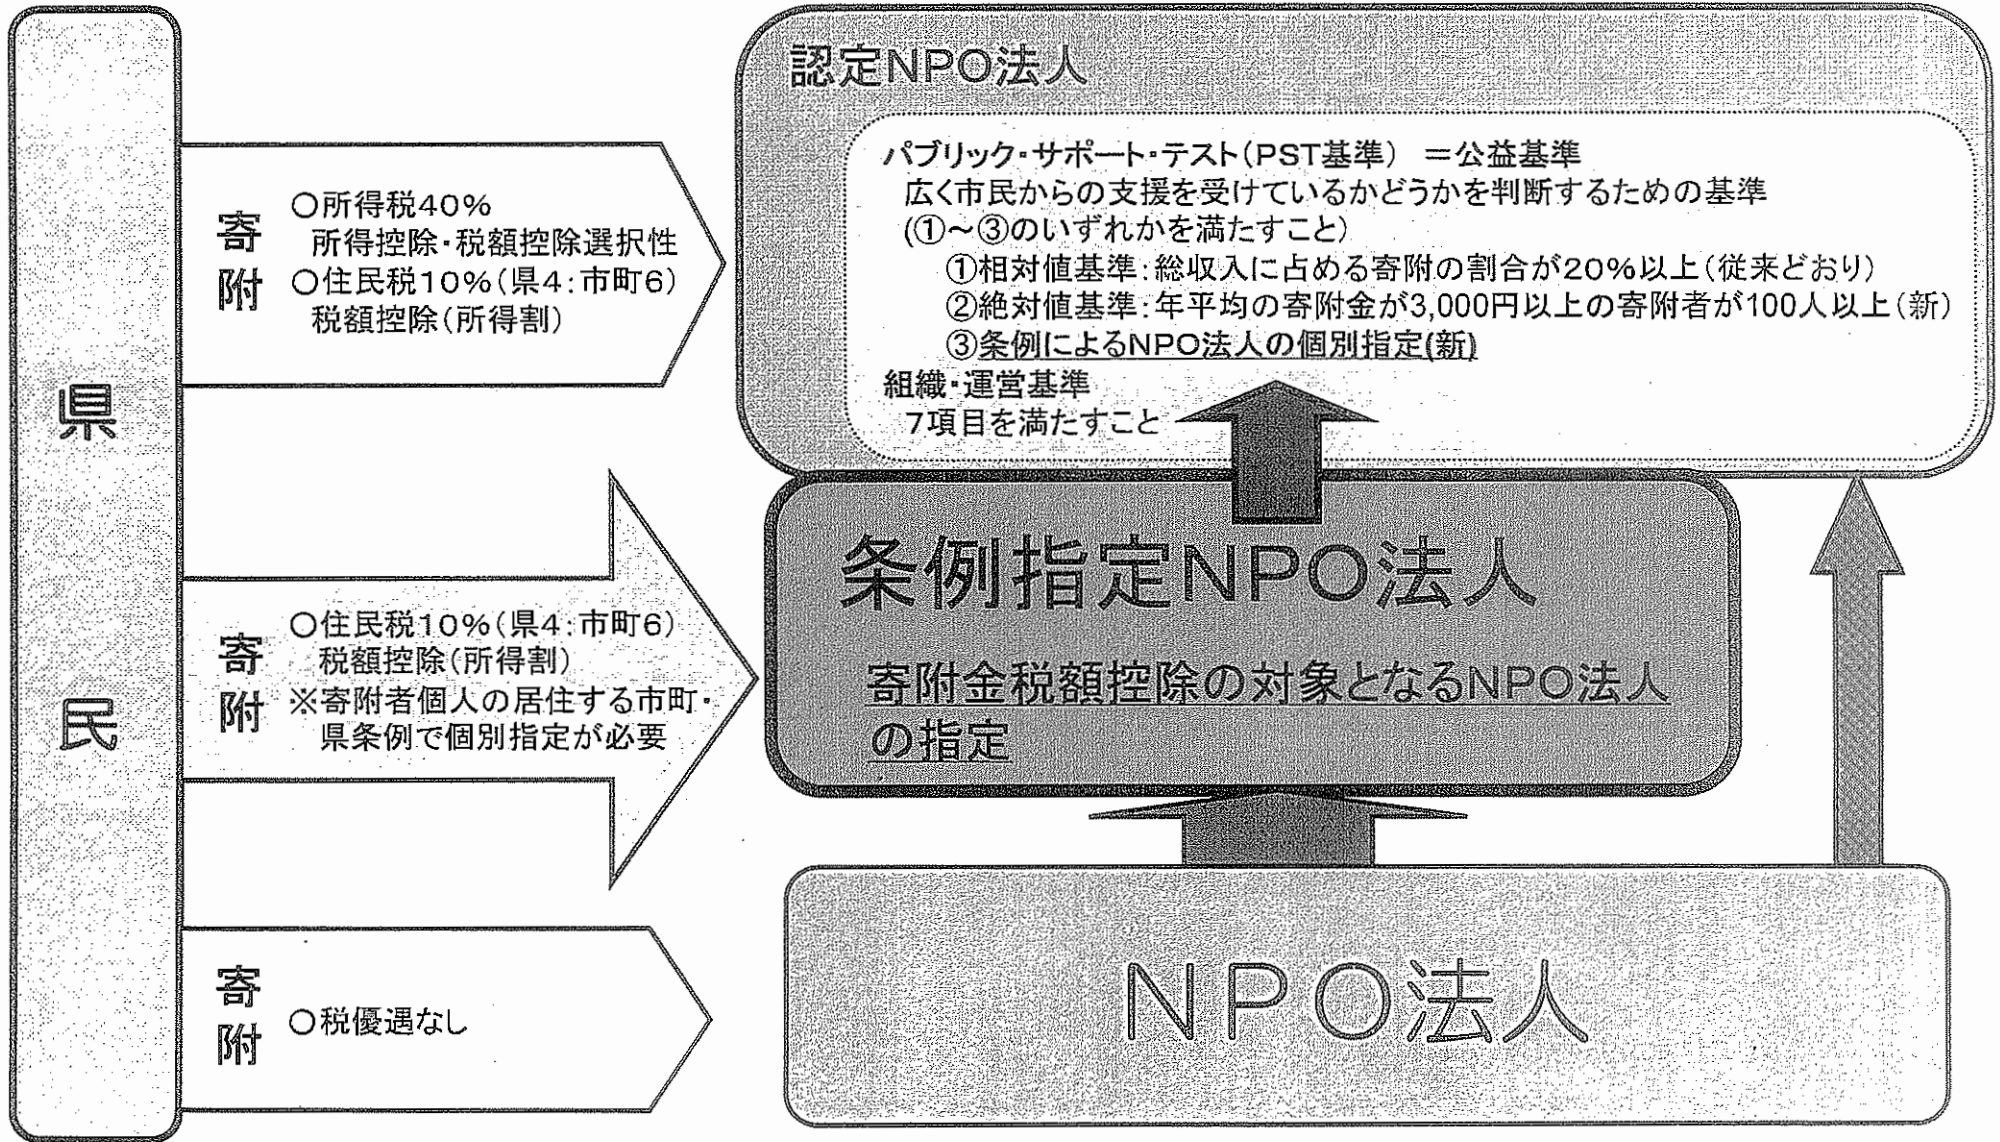 県民
寄附
○所得税40%
所得控除・税額控除選択性
○住民税10%(県4:市町6)
税額控除(所得割)
認定NPO法人
パブリック・サポート・テスト(PST基準) =公益基準
広く市民からの支援を受けているかどうかを判断するための基準
(①~③のいずれかを満たすこと)
①相対値基準:総収入に占める寄附の割合が20%以上(従来どおり)
②絶対値基準:年平均の寄附金が3,000円以上の寄附者が100人以上(新)
③条例によるNPO法人の個別指定(新)
組織・運営基準
7項目を満たすこと
寄附
○住民税10%(県4:市町6)
税額控除(所得割)
※寄附者個人の居住する市町・
県条例で個別指定が必要
条例指定NPO法人
寄附金税額控除の対象となるNPO法人
の指定
寄附
○税優遇なし
NPO法人